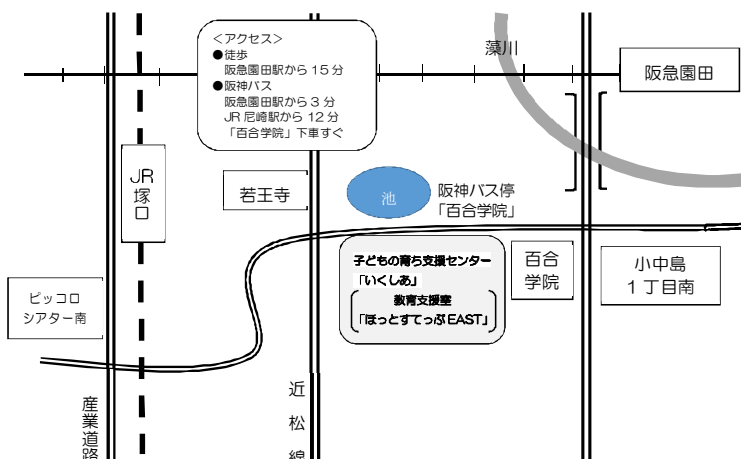 <アクセス>
●徒歩
阪急園田駅から15分
●阪神バス
阪急園田駅から3分
JR尼崎駅から12分
「百合学院」下車すぐ
藻川
阪急園田
JR
塚口
若王寺
池
阪神バス停
「百合学院」
子どもの育ち支援センター
「いくしあ」
教育支援室
「ほっとすてっぷEAST」
百合
学院
小中島
1丁目南
ピッコロ
シアター南
産業道路
近松線